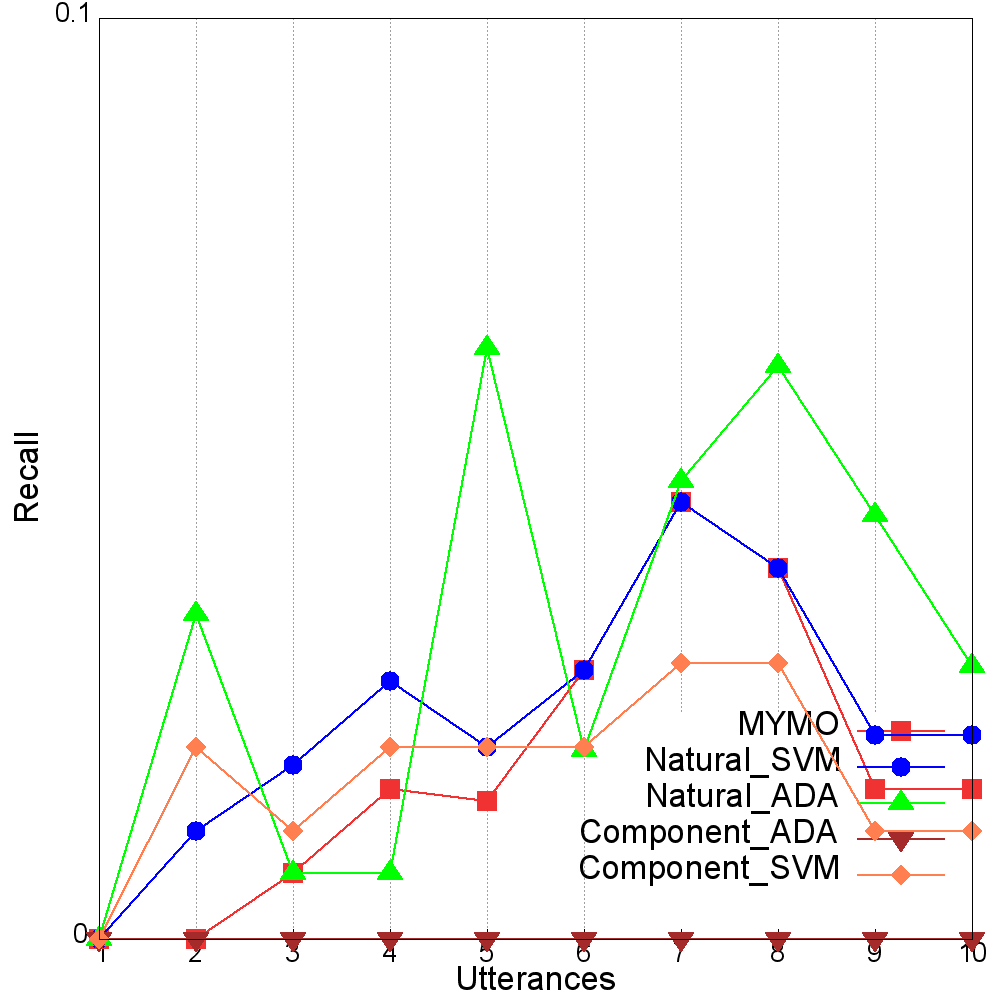 0.1
Recall
MYMO
Natural_SVM
Natural_ADA
Component_ADA
Component_SVM
0
1 2 3 4 5 6 7 8 9 10
Utterances